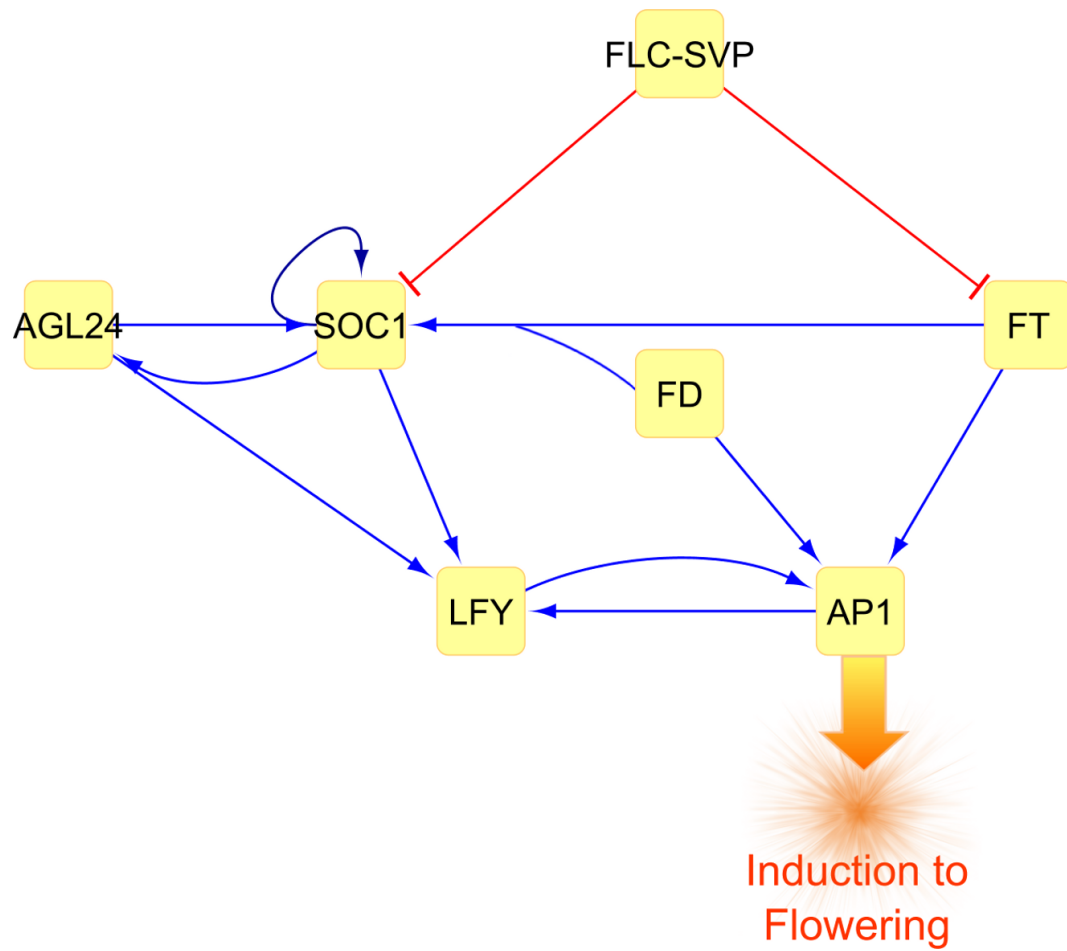 FLC-SVP
AGL24
SOC1
FT
FD
LFY
AP1
Induction to
Flowering